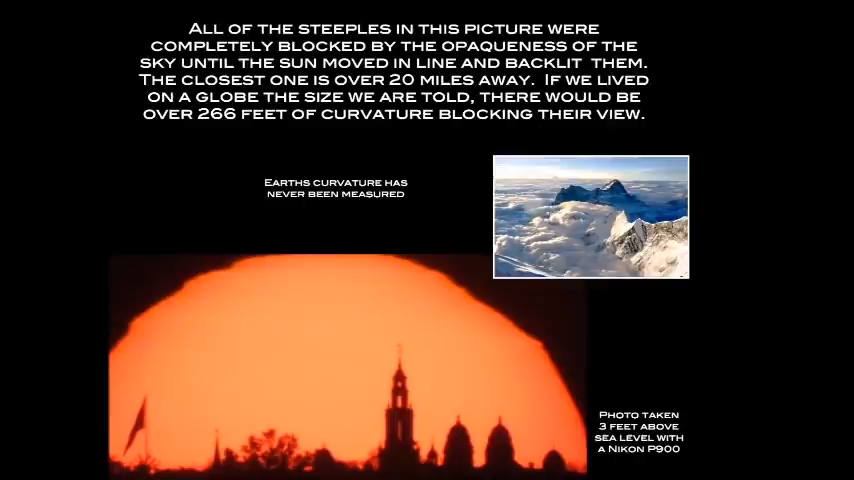 ALL OF THE STEEPLES IN THIS PICTURE WERE
COMPLETELY BLOCKED BY THE OPAQUENESS OF THE
SKY UNTIL THE SUN MOVED IN LINE AND BACKLIT THEM.
THE CLOSEST ONE IS OVER 20 MILES AWAY. IF WE LIVED
ON A GLOBE THE SIZE WE ARE TOLD, THERE WOULD BE
OVER 266 FEET OF CURVATURE BLOCKING THEIR VIEW.
EARTHS CURVATURE HAS
NEVER BEEN MEASURED
PHOTO TAKEN
3 FEET ABOVE
SEA LEVEL WITH
A NIKON P900